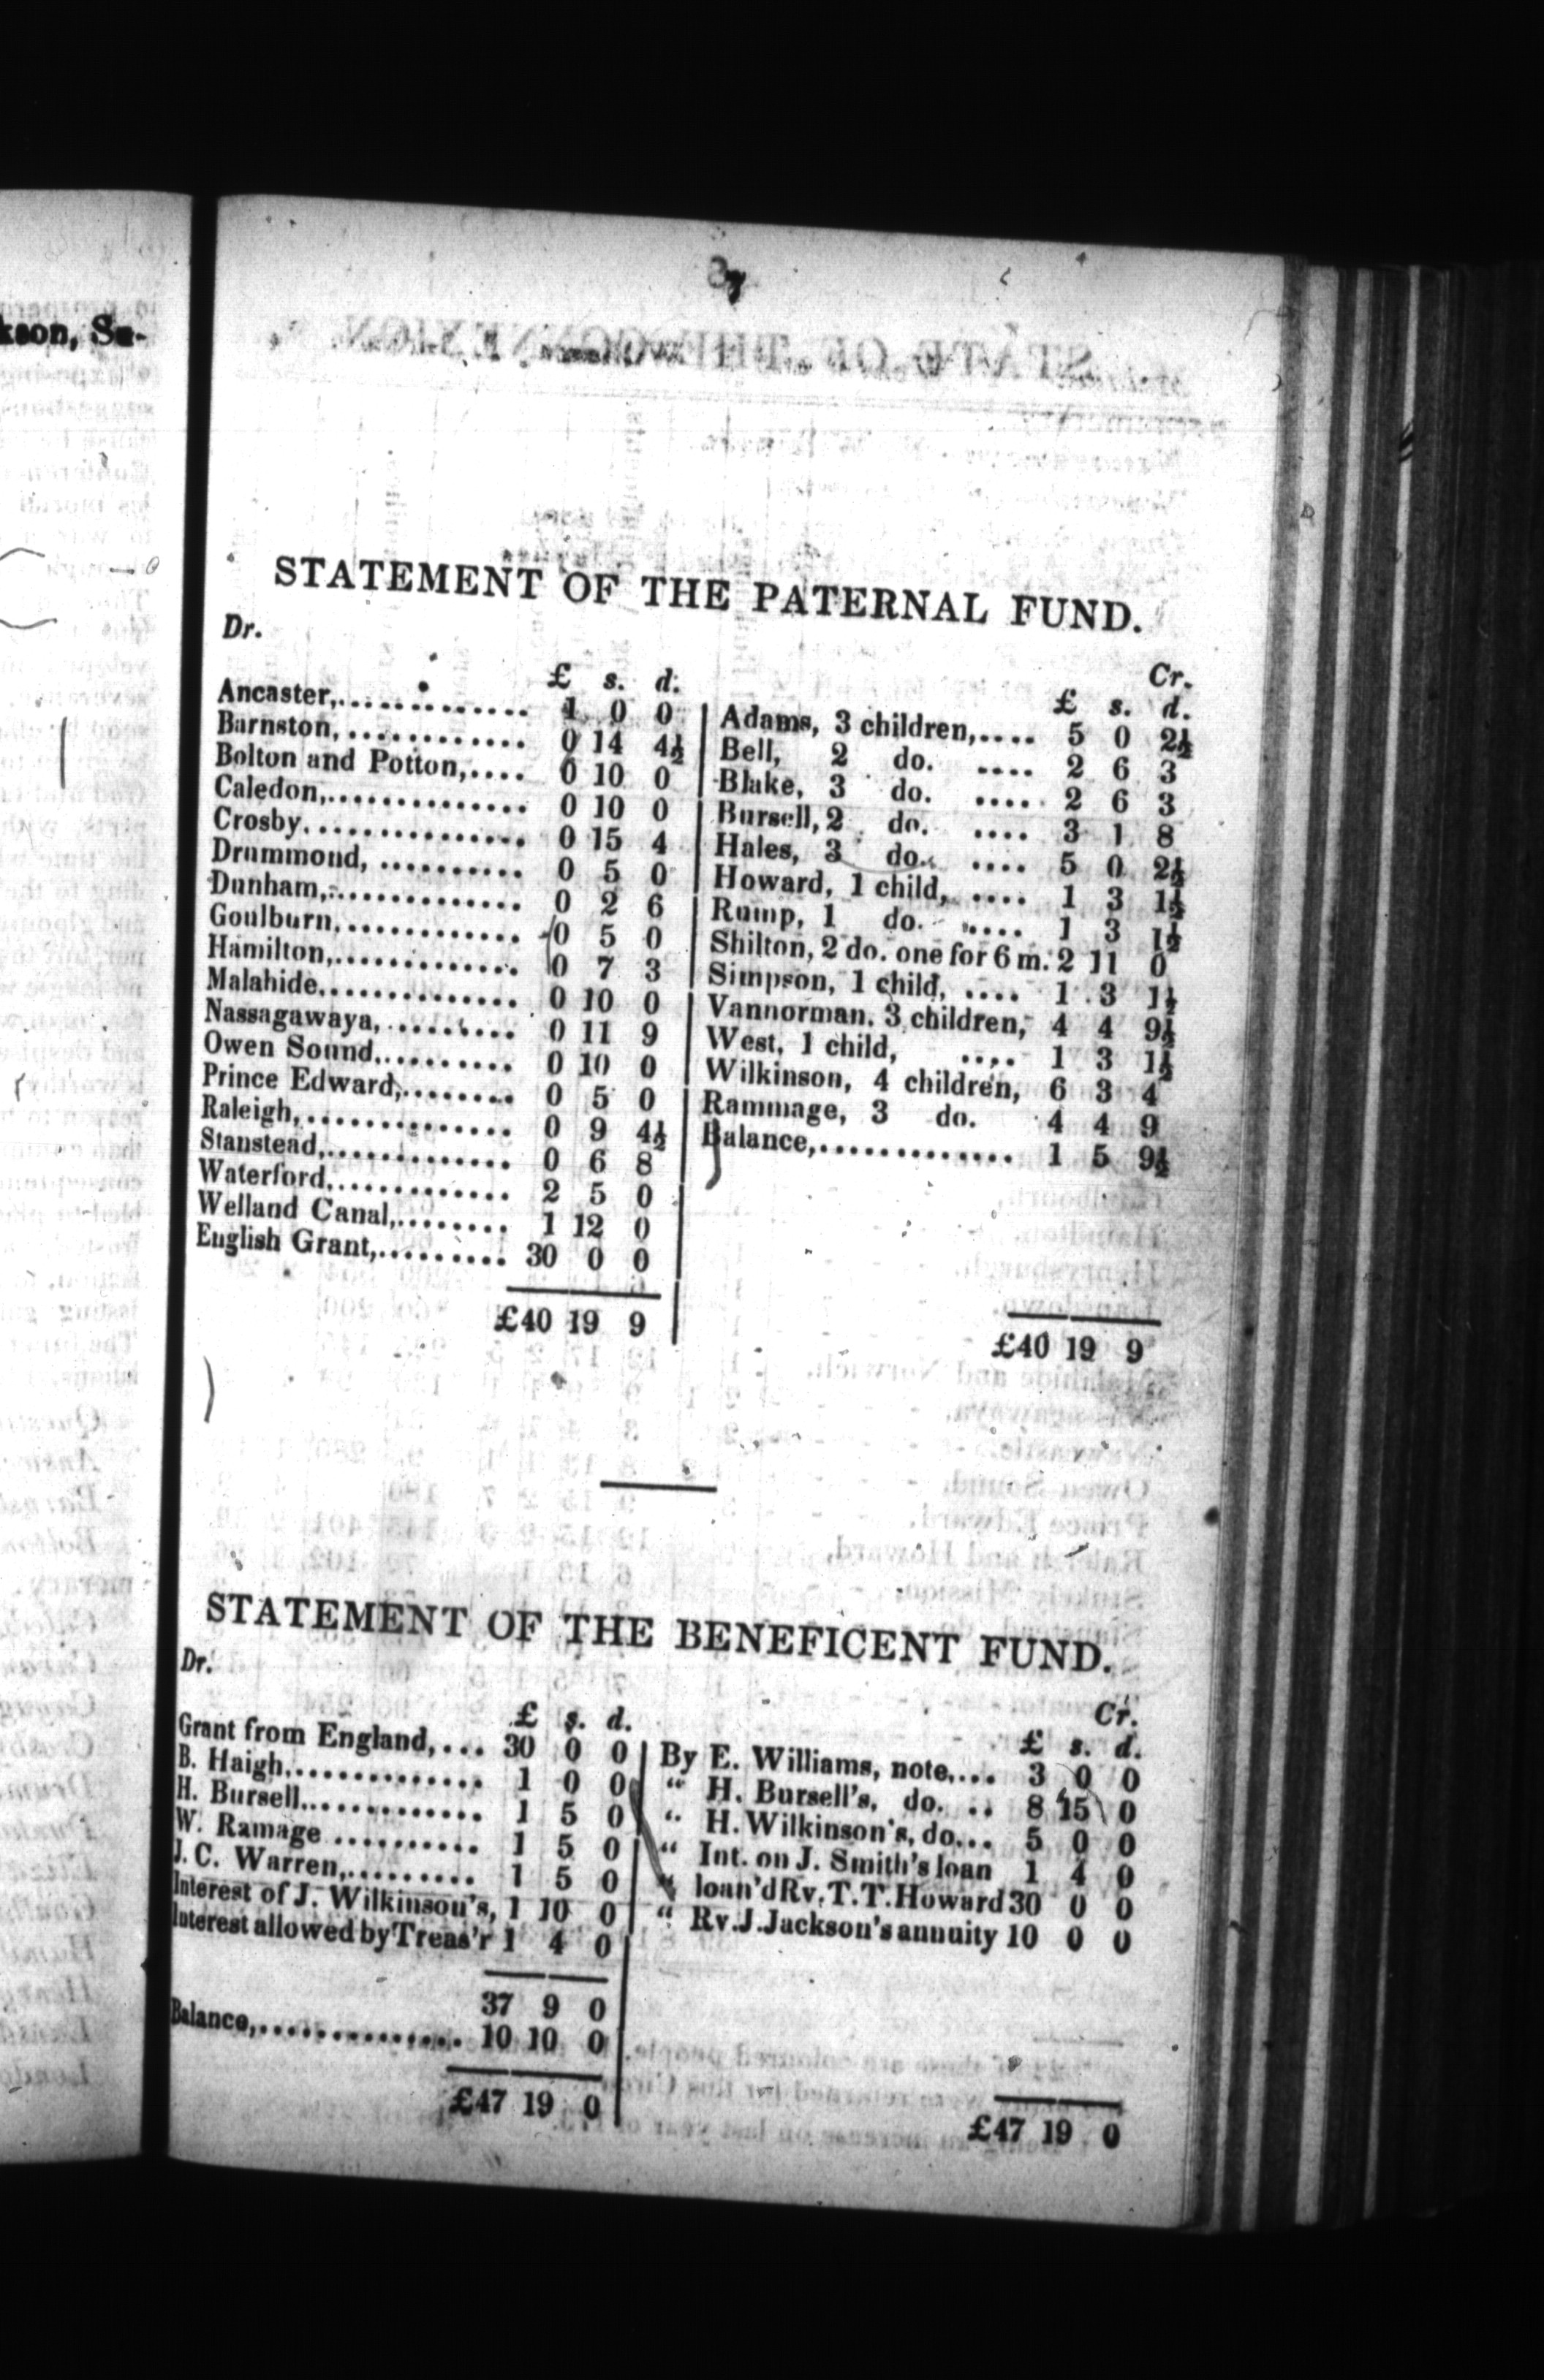 kson, Su-
7
STATEMENT OF THE PATERNAL FUND.
Dr.
£ s. d.
Ancaster,............. 1 0 0
Barnston,............. 0 14 4½
Bolton and Potton,.... 0 10 0
Caledon,.............. 0 10 0
Crosby................ 0 15 4
Drummond, ........... 0 5 0
Dunham,.............. 0 2 6
Goulburn,............. 0 5 0
Hamilton,............. 0 7 3
Malahide.............. 0 10 0
Nassagawaya, ......... 0 11 9
Owen Sound.......... 0 10 0
Prince Edward,........ 0 5 0
Raleigh,............... 0 9 4½
Stanstead,............. 0 6 8
Waterford............. 2 5 0
Welland Canal,........ 1 12 0
English Grant,.......... 30 0 0
£40 19 9
Cr.
£ s. d.
Adams, 3 children,.... 5 0 2½
Bell, 2 do. .... 2 6 3
Blake, 3 do. .... 2 6 3
Bursell, 2 do. .... 3 1 8
Hales, 3 do. .... 5 0 2½
Howard, 1 child, .... 1 3 1½
Rump, 1 do. .... 1 3 1½
Shilton, 2 do. one for 6 m. 2 11 0
Simpson, 1 child, .... 1 3 1½
Vannorman, 3 children, 4 4 9½
West, 1 child, .... 1 3 1½
Wilkinson, 4 children, 6 3 4
Rammage, 3 do. 4 4 9
Balance,.............. 1 5 9½
£40 19 9
STATEMENT OF THE BENEFICENT FUND.
Dr.
£ s. d.
Grant from England,... 30 0 0
B. Haigh,.............. 1 0 0
H. Bursell.............. 1 5 0
W. Ramage ........... 1 5 0
J. C. Warren,.......... 1 5 0
Interest of J. Wilkinson's, 1 10 0
Interest allowed by Treas'r 1 4 0
37 9 0
Balance,................ 10 10 0
£47 19 0
Cr.
£ s. d.
By E. Williams, note,... 3 0 0
" H. Bursell's, do. .. 8 15 0
" H. Wilkinson's, do... 5 0 0
" Int. on J. Smith's loan 1 4 0
" loan'd Rv. T. T. Howard 30 0 0
" Rv. J. Jackson's annuity 10 0 0
£47 19 0